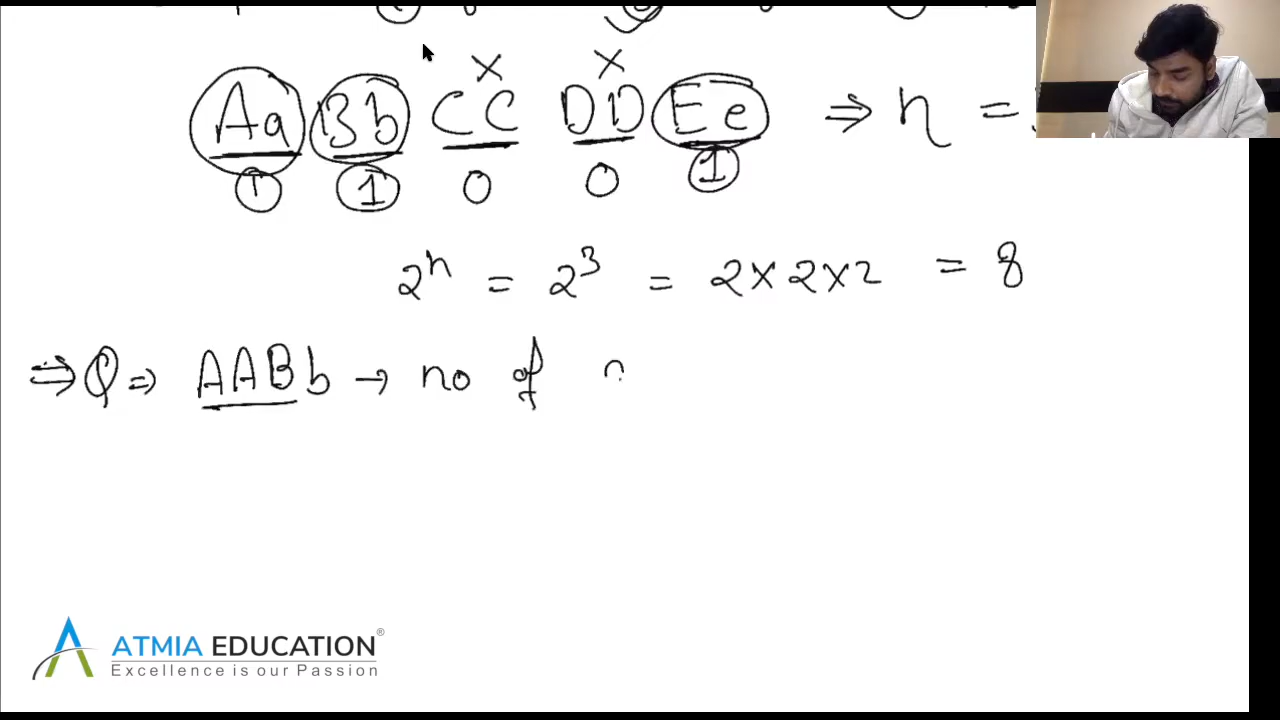 Aa Bb CC DD Ee ⇒ n =
1 1 0 0 1
2ⁿ = 2³ = 2×2×2 = 8
⇒ Q ⇒ AABb → no of
ATMIA EDUCATION®
Excellence is our Passion